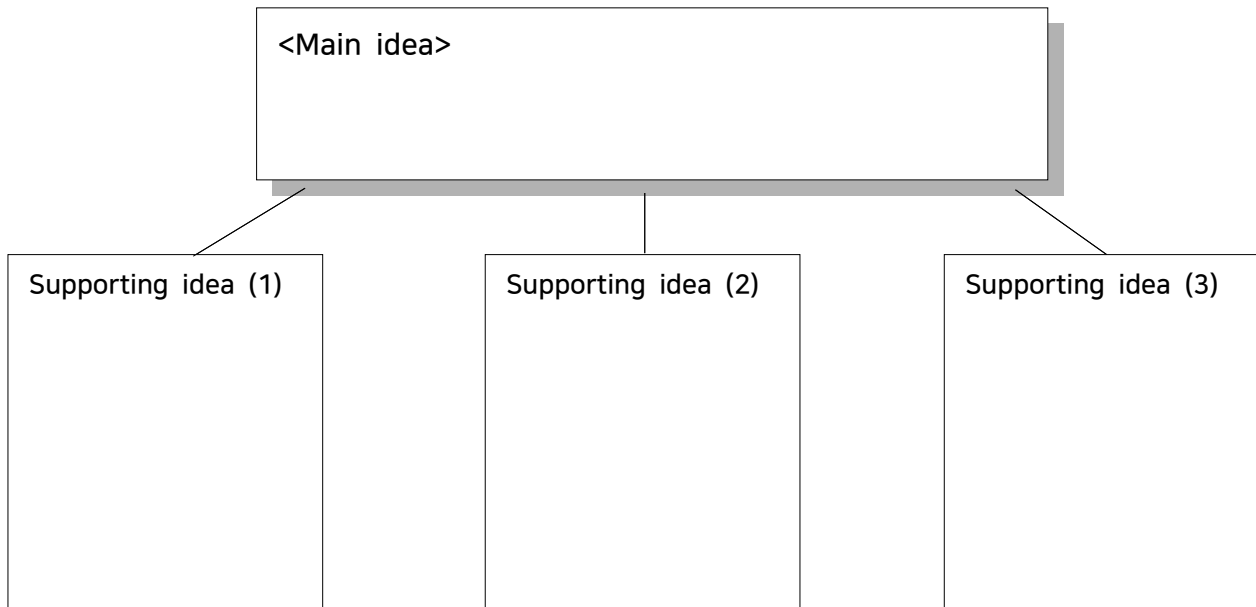 <Main idea>
Supporting idea (1)
Supporting idea (2)
Supporting idea (3)